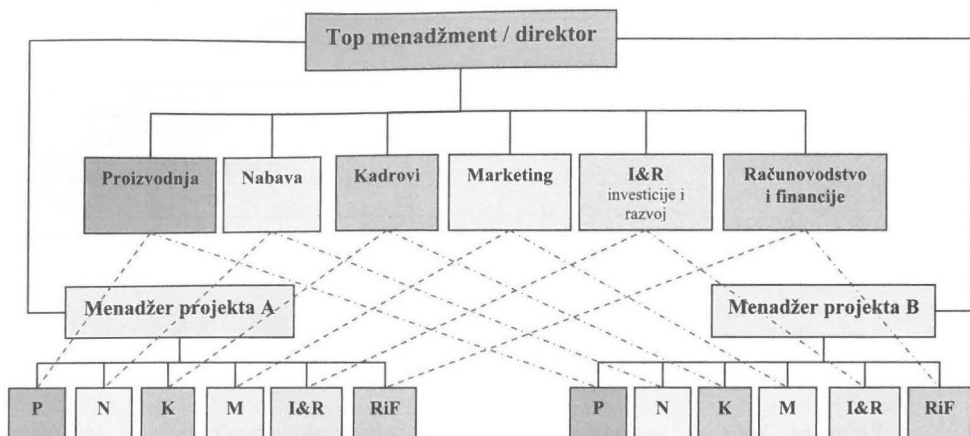 Top menadžment / direktor
Proizvodnja
Nabava
Kadrovi
Marketing
I&R
investicije i
razvoj
Računovodstvo
i financije
Menadžer projekta A
Menadžer projekta B
P
N
K
M
I&R
RiF
P
N
K
M
I&R
RiF